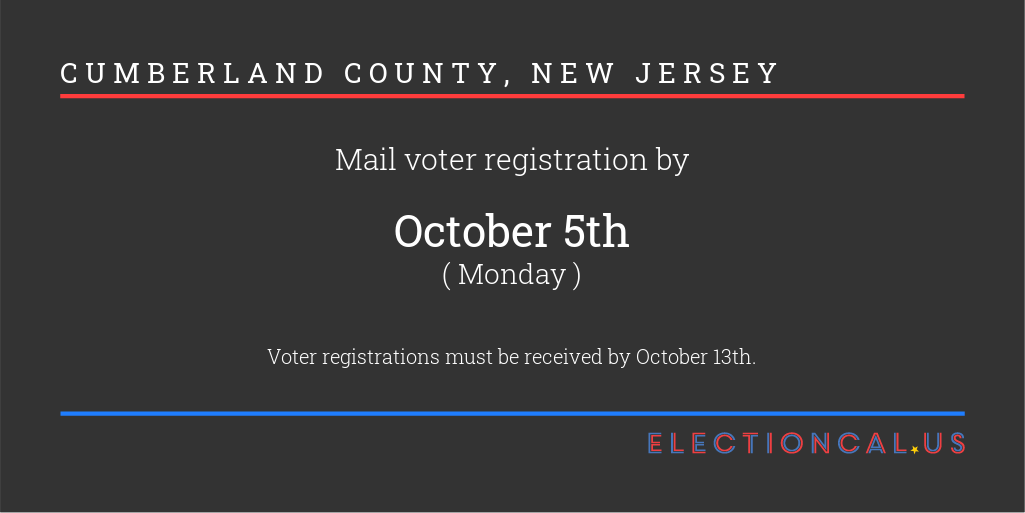 CUMBERLAND COUNTY, NEW JERSEY
Mail voter registration by
October 5th
( Monday )
Voter registrations must be received by October 13th.
ELECTIONCAL.US